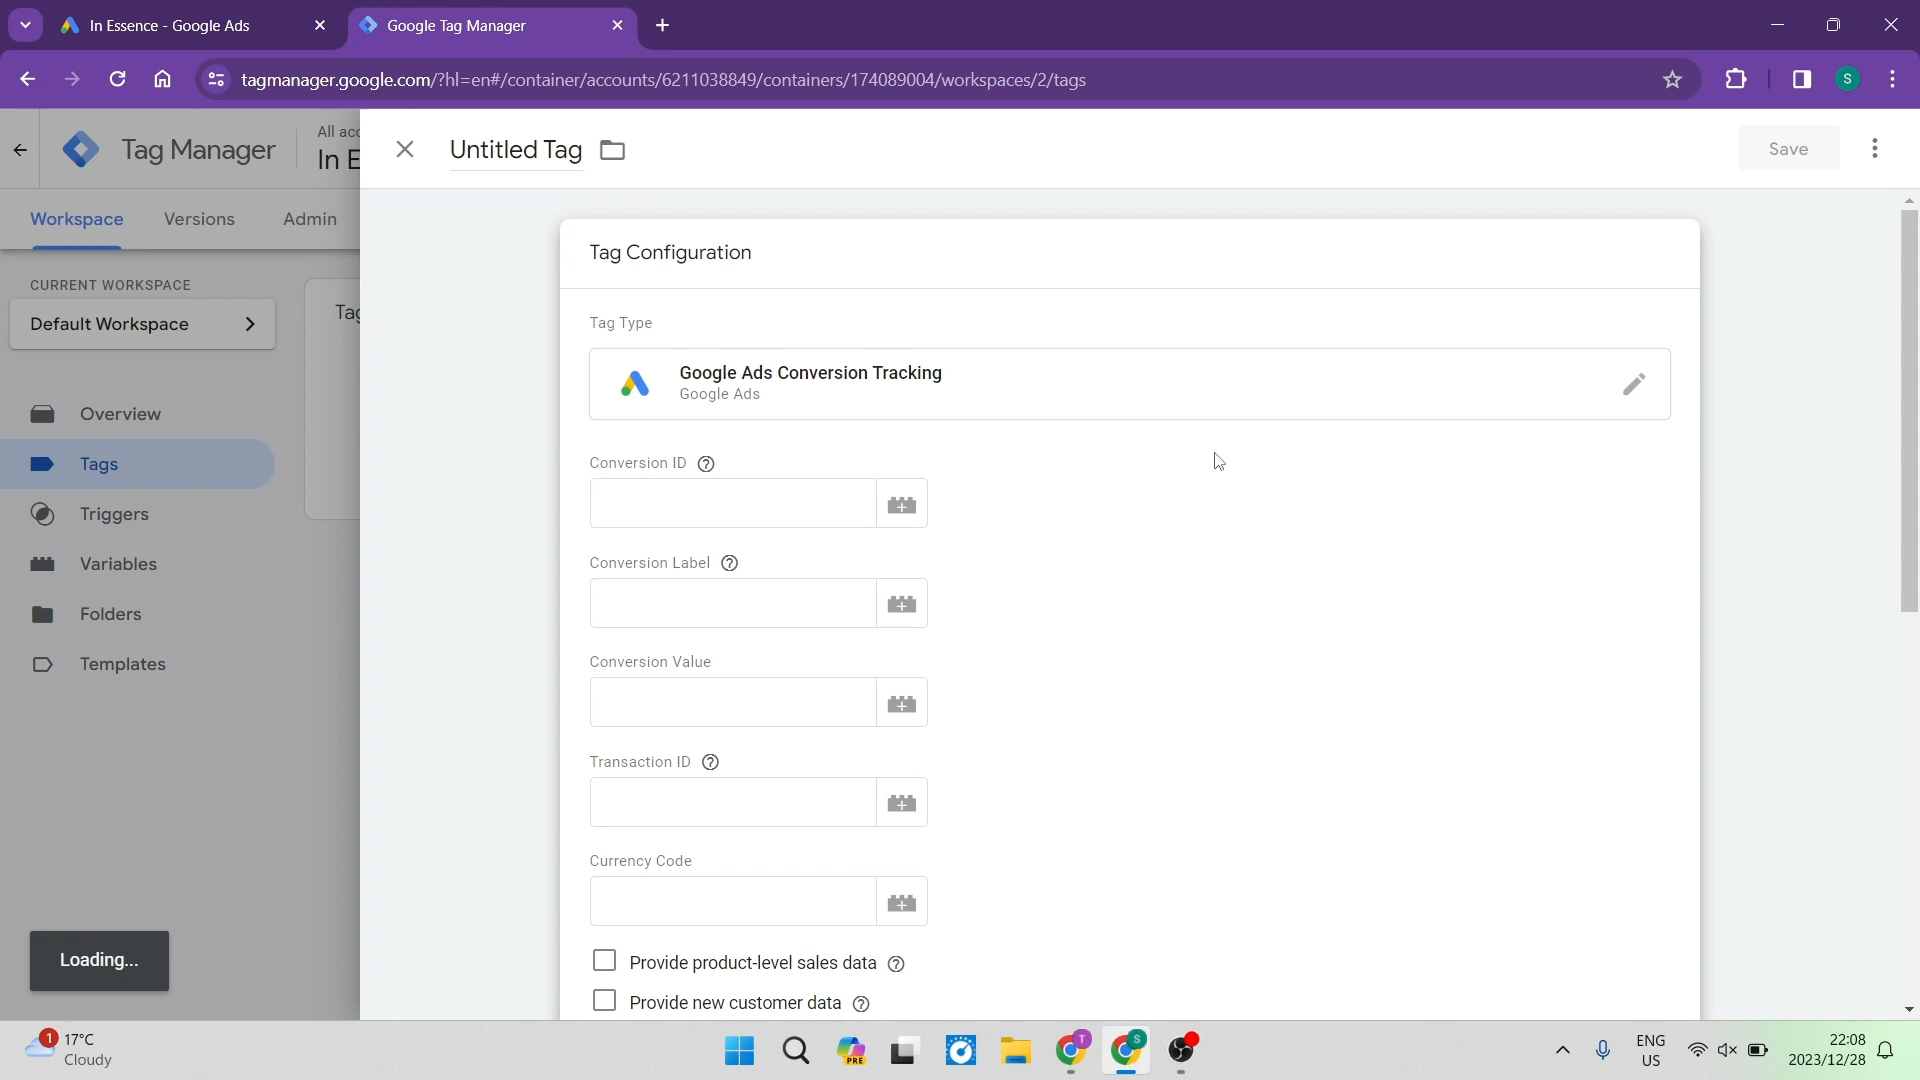 In Essence - Google Ads
Google Tag Manager
tagmanager.google.com/?hl=en#/container/accounts/6211038849/containers/174089004/workspaces/2/tags
S
Tag Manager
All acc
In E
Untitled Tag
Save
Workspace
Versions
Admin
CURRENT WORKSPACE
Default Workspace
Tag
Overview
Tags
Triggers
Variables
Folders
Templates
Loading...
Tag Configuration
Tag Type
Google Ads Conversion Tracking
Google Ads
Conversion ID
Conversion Label
Conversion Value
Transaction ID
Currency Code
Provide product-level sales data
Provide new customer data
1
17°C
Cloudy
PRE
T
S
ENG
US
22:08
2023/12/28